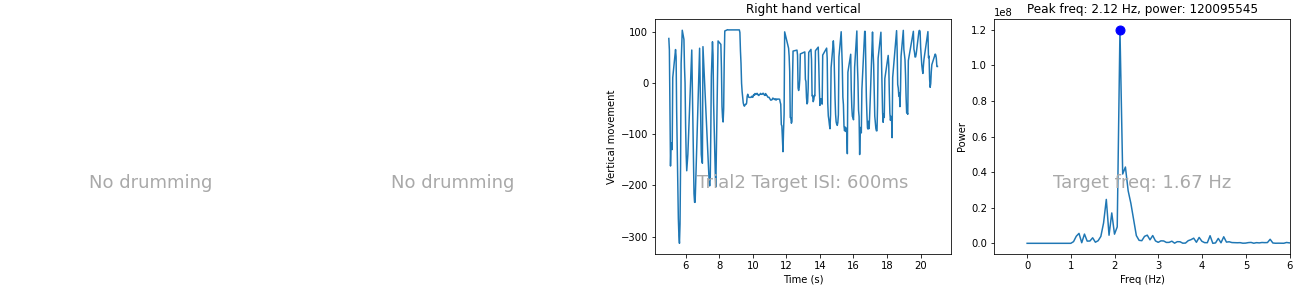 No drumming
No drumming
Right hand vertical
Vertical movement
100
0
−100
−200
−300
Trial2 Target ISI: 600ms
6 8 10 12 14 16 18 20
Time (s)
1e8
Peak freq: 2.12 Hz, power: 120095545
Power
1.2
1.0
0.8
0.6
0.4
0.2
0.0
Target freq: 1.67 Hz
0 1 2 3 4 5 6
Freq (Hz)